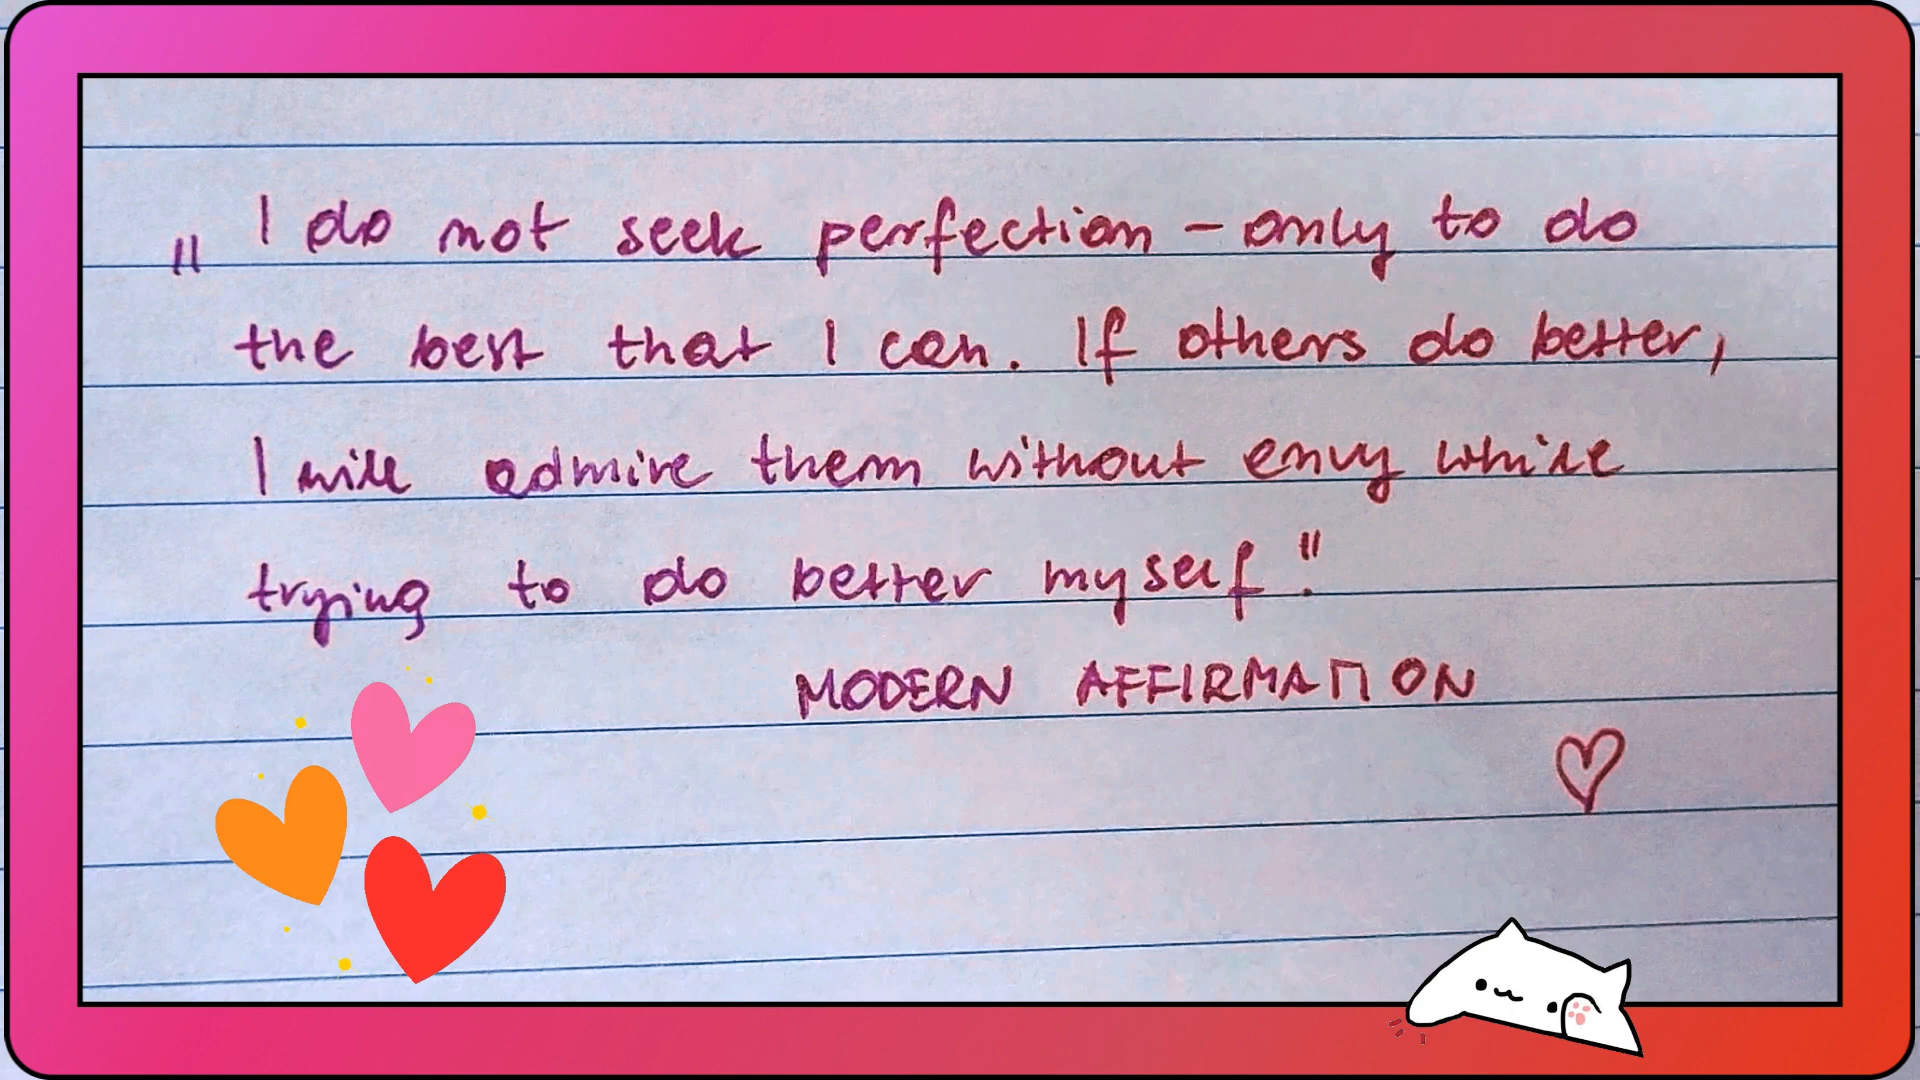 „I do not seek perfection - only to do
the best that I can. If others do better,
I will admire them without envy while
trying to do better myself."
MODERN AFFIRMATION